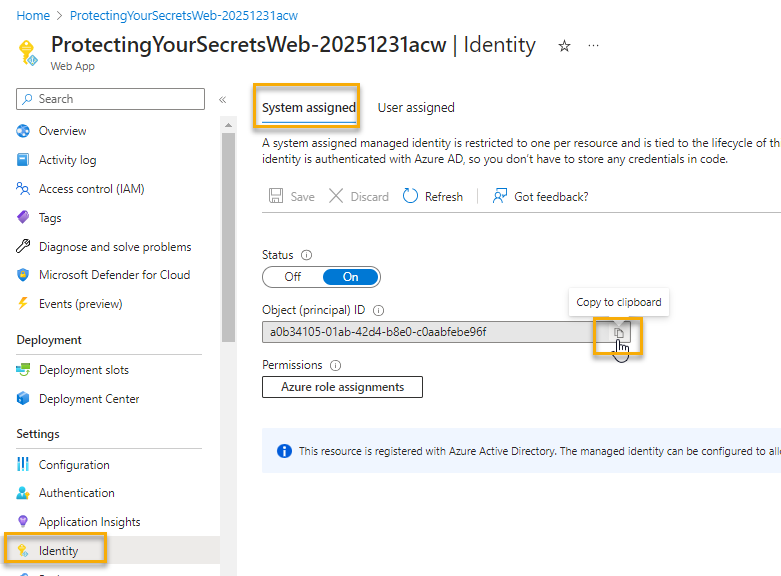 Home > ProtectingYourSecretsWeb-20251231acw >
ProtectingYourSecretsWeb-20251231acw | Identity
Web App
Search
System assigned User assigned
Overview
Activity log
Access control (IAM)
Tags
Diagnose and solve problems
Microsoft Defender for Cloud
Events (preview)
Deployment
Deployment slots
Deployment Center
Settings
Configuration
Authentication
Application Insights
Identity
A system assigned managed identity is restricted to one per resource and is tied to the lifecycle of
identity is authenticated with Azure AD, so you don't have to store any credentials in code.
Save Discard Refresh Got feedback?
Status
Off On
Copy to clipboard
Object (principal) ID
a0b34105-01ab-42d4-b8e0-c0aabfebe96f
Permissions
Azure role assignments
This resource is registered with Azure Active Directory. The managed identity can be configured to